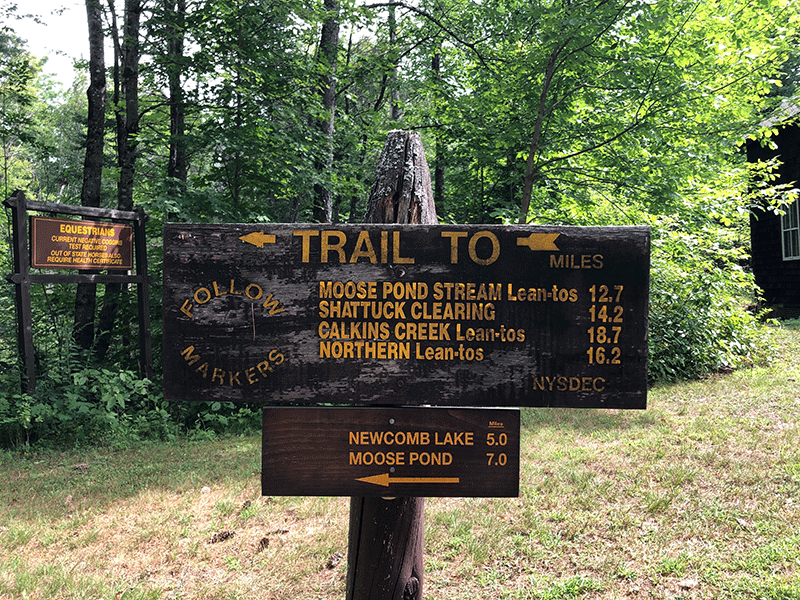 EQUESTRIANS
CURRENT NEGATIVE COGGINS
TEST REQUIRED
OUT OF STATE HORSES ALSO
REQUIRE HEALTH CERTIFICATE
TRAIL TO
MILES
FOLLOW
MARKERS
MOOSE POND STREAM Lean-tos 12.7
SHATTUCK CLEARING 14.2
CALKINS CREEK Lean-tos 18.7
NORTHERN Lean-tos 16.2
NYSDEC
Miles
NEWCOMB LAKE 5.0
MOOSE POND 7.0